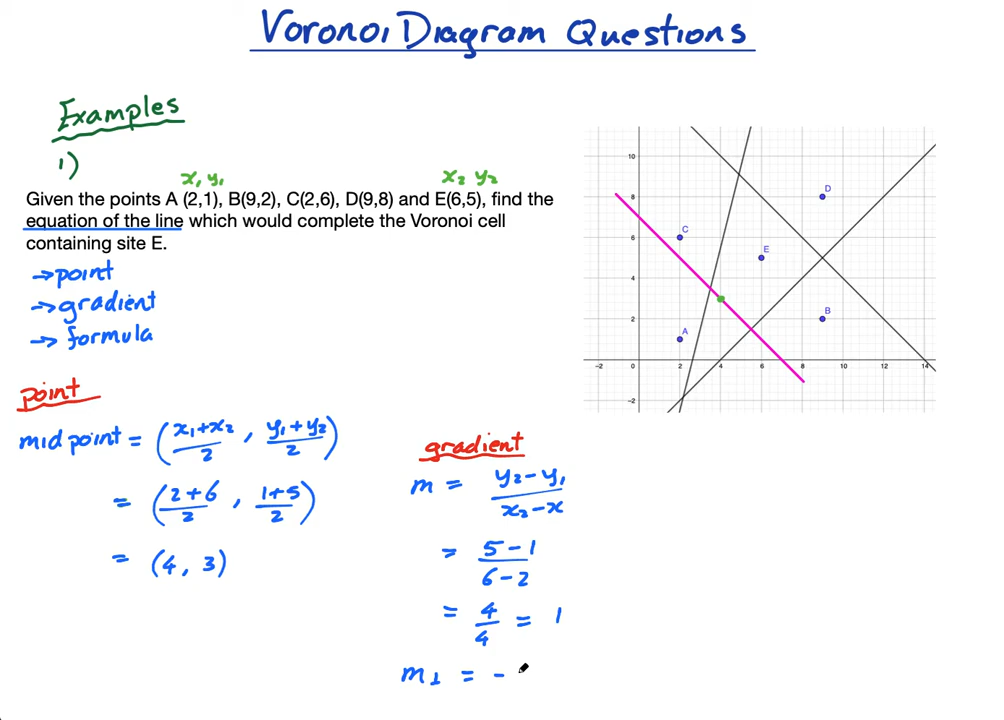 Voronoi Diagram Questions
Examples
1)
x₁ y₁ x₂ y₂
Given the points A (2,1), B(9,2), C(2,6), D(9,8) and E(6,5), find the
equation of the line which would complete the Voronoi cell
containing site E.
→ point
→ gradient
→ formula
point
mid point = (x₁+x₂/2 , y₁+y₂/2)
= (2+6/2 , 1+5/2)
= (4, 3)
gradient
m = y₂-y₁/x₂-x
= 5-1/6-2
= 4/4 = 1
m⊥ = -
10
8
6
4
2
-2
-2 0 2 4 6 8 10 12 14
D
C
E
B
A